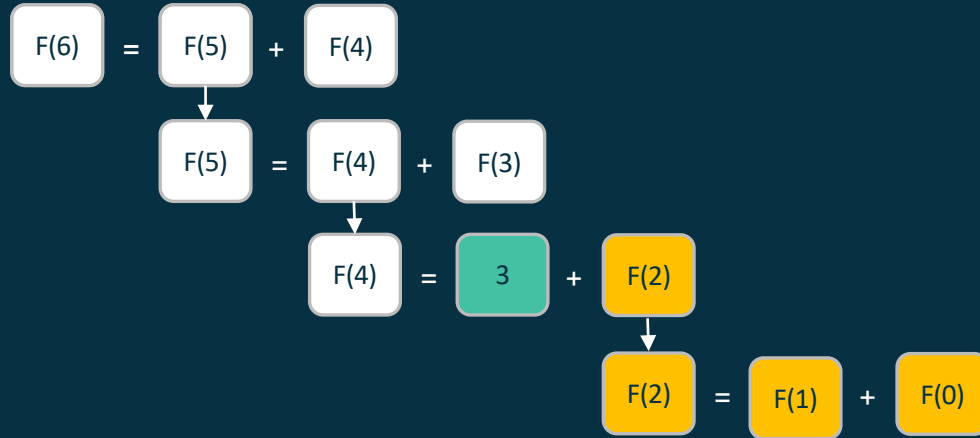 F(6) = F(5) + F(4)
F(5) = F(4) + F(3)
F(4) = 3 + F(2)
F(2) = F(1) + F(0)